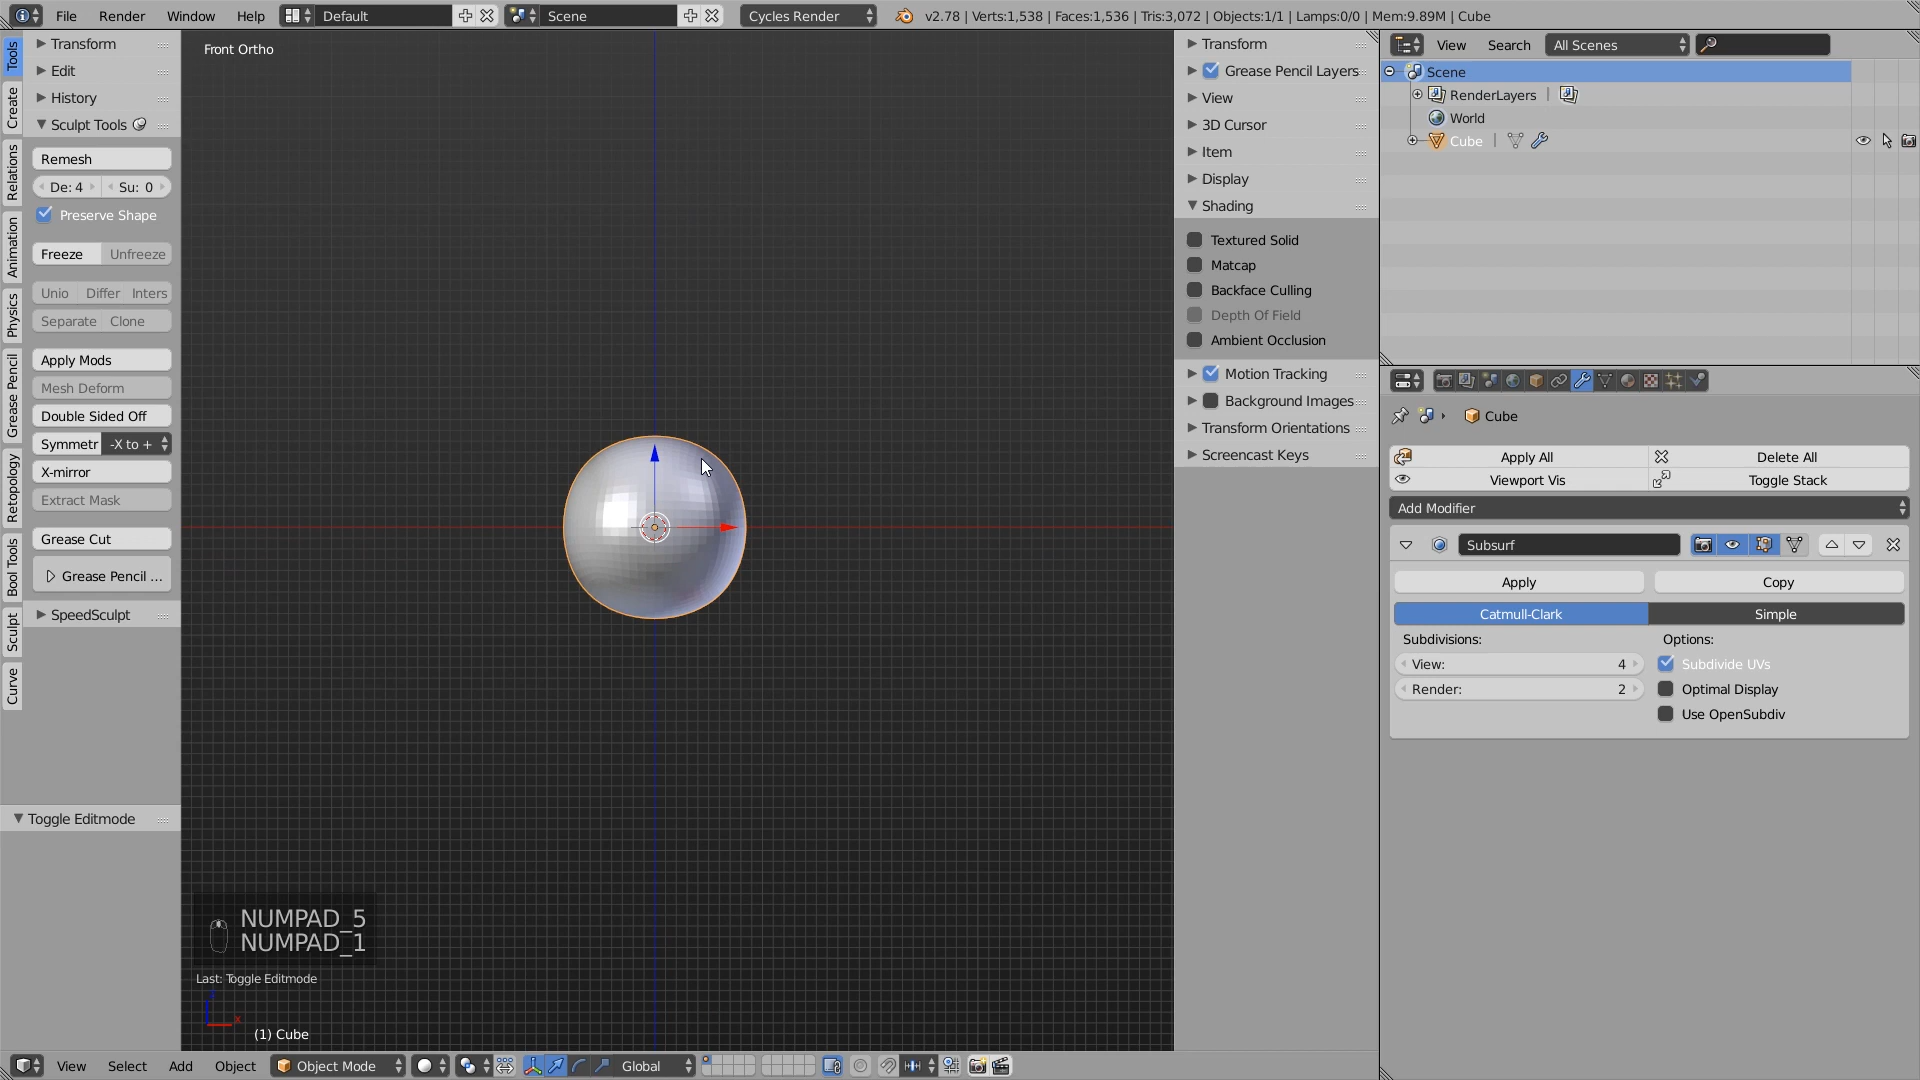 File Render Window Help Default Scene Cycles Render v2.78 | Verts:1,538 | Faces:1,536 | Tris:3,072 | Objects:1/1 | Lamps:0/0 | Mem:9.89M | Cube
Tools
Create
Relations
Animation
Physics
Grease Pencil
Retopology
Bool Tools
Sculpt
Curve
Transform
Edit
History
Sculpt Tools
Remesh
De: 4 Su: 0
Preserve Shape
Freeze Unfreeze
Unio Differ Inters
Separate Clone
Apply Mods
Mesh Deform
Double Sided Off
Symmetr -X to +
X-mirror
Extract Mask
Grease Cut
Grease Pencil ...
SpeedSculpt
Toggle Editmode
Front Ortho
NUMPAD_5
NUMPAD_1
Last: Toggle Editmode
x
(1) Cube
View Select Add Object Object Mode Global
Transform
Grease Pencil Layers
View
3D Cursor
Item
Display
Shading
Textured Solid
Matcap
Backface Culling
Depth Of Field
Ambient Occlusion
Motion Tracking
Background Images
Transform Orientations
Screencast Keys
View Search All Scenes
Scene
RenderLayers |
World
Cube |
Cube
Apply All Delete All
Viewport Vis Toggle Stack
Add Modifier
Subsurf
Apply Copy
Catmull-Clark Simple
Subdivisions: Options:
View: 4 Subdivide UVs
Render: 2 Optimal Display
Use OpenSubdiv